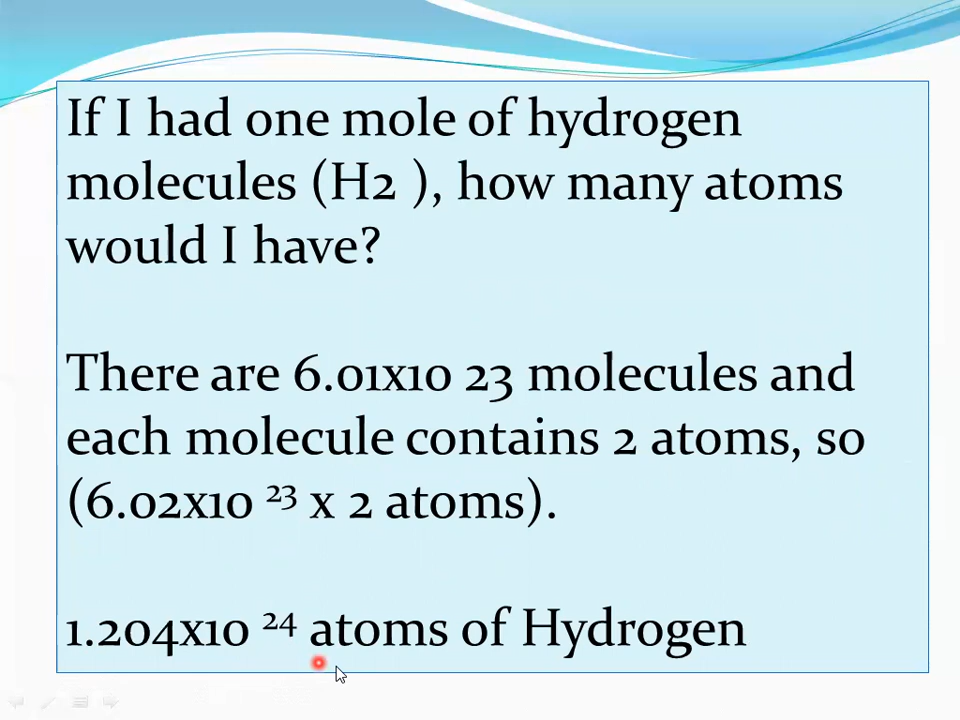 If I had one mole of hydrogen
molecules (H2 ), how many atoms
would I have?
There are 6.01x10 23 molecules and
each molecule contains 2 atoms, so
(6.02x10 ²³ x 2 atoms).
1.204x10 ²⁴ atoms of Hydrogen